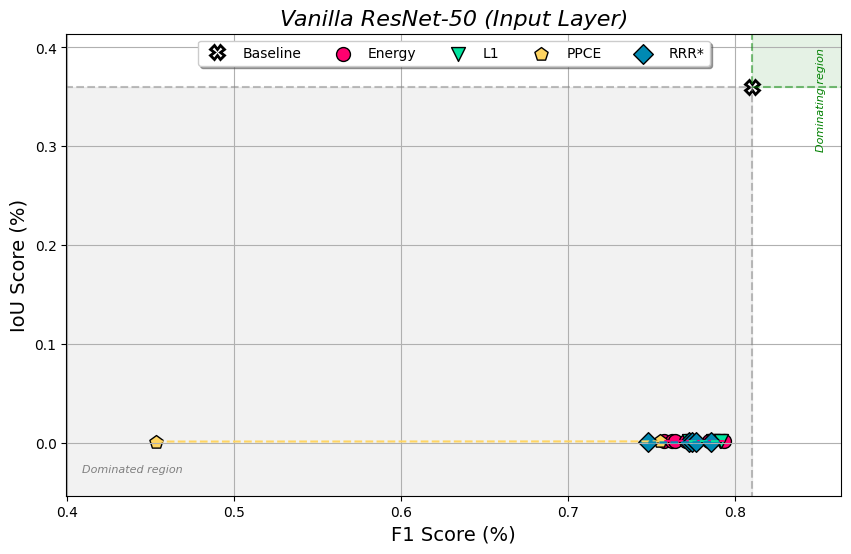 Vanilla ResNet-50 (Input Layer)
Baseline Energy L1 PPCE RRR*
Dominating region
Dominated region
0.4
0.3
0.2
0.1
0.0
IoU Score (%)
0.4 0.5 0.6 0.7 0.8
F1 Score (%)